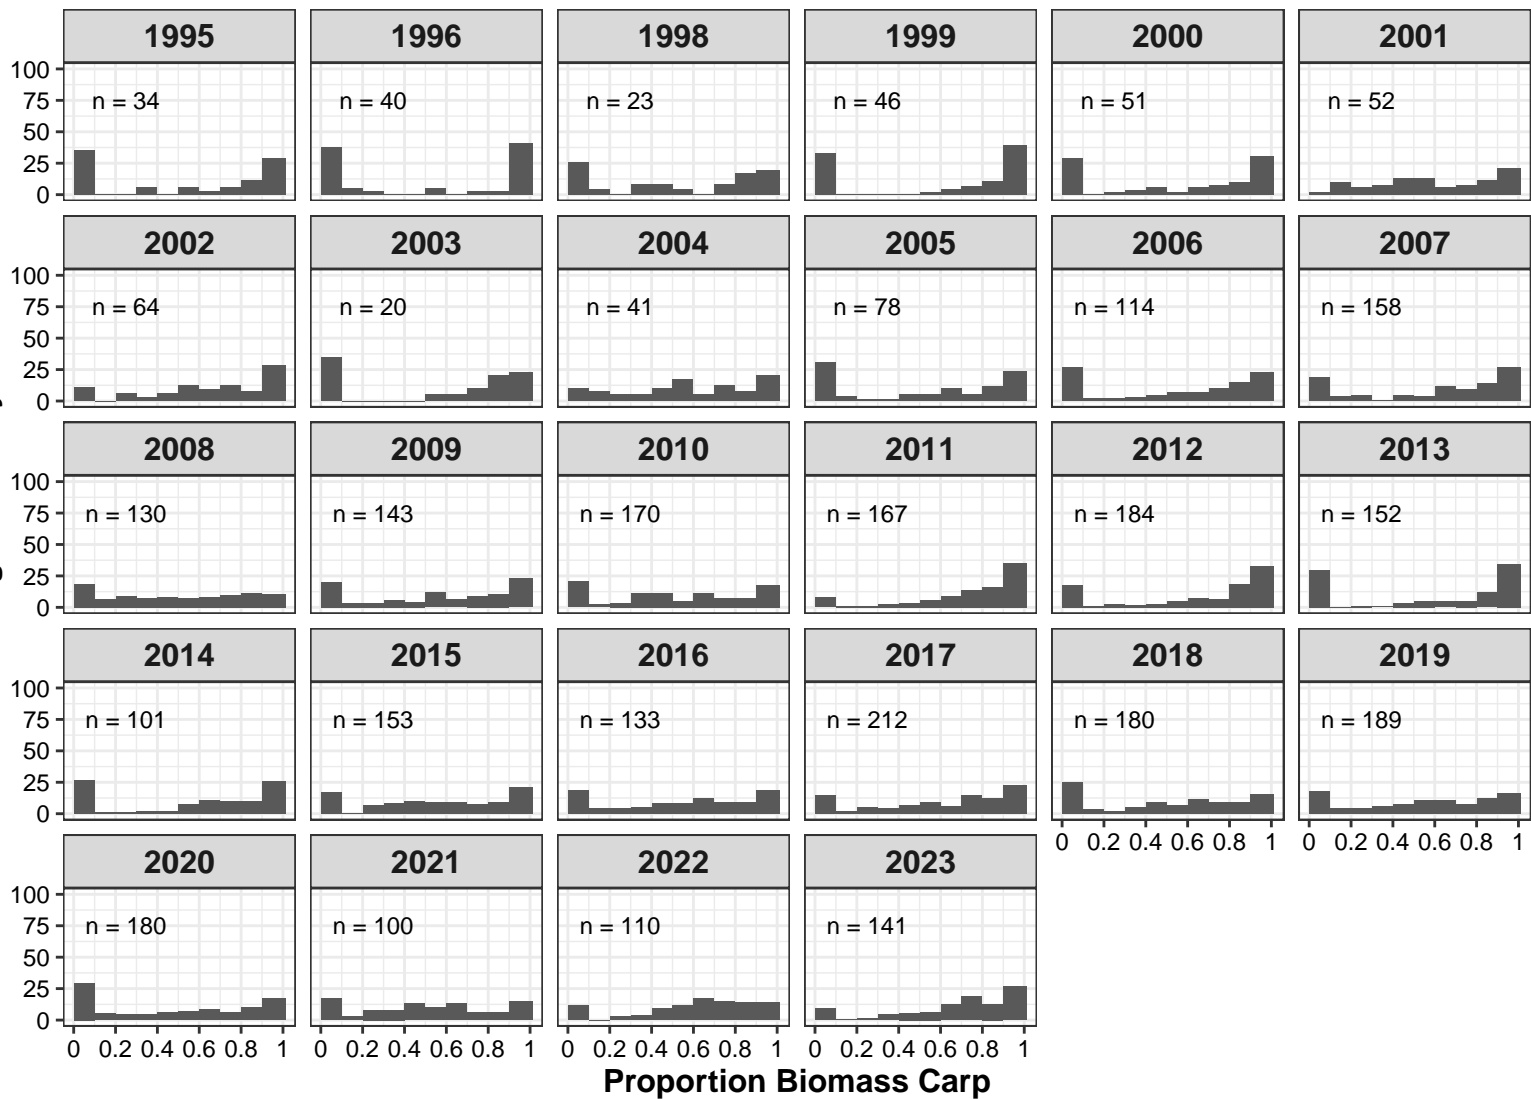 1995 1996 1998 1999 2000 2001
100
75 n = 34 n = 40 n = 23 n = 46 n = 51 n = 52
50
25
0
2002 2003 2004 2005 2006 2007
100
75 n = 64 n = 20 n = 41 n = 78 n = 114 n = 158
50
25
0
2008 2009 2010 2011 2012 2013
100
75 n = 130 n = 143 n = 170 n = 167 n = 184 n = 152
50
25
0
2014 2015 2016 2017 2018 2019
100
75 n = 101 n = 153 n = 133 n = 212 n = 180 n = 189
50
25
0
0 0.2 0.4 0.6 0.8 1 0 0.2 0.4 0.6 0.8 1
2020 2021 2022 2023
100
75 n = 180 n = 100 n = 110 n = 141
50
25
0
0 0.2 0.4 0.6 0.8 1 0 0.2 0.4 0.6 0.8 1 0 0.2 0.4 0.6 0.8 1 0 0.2 0.4 0.6 0.8 1
Proportion Biomass Carp